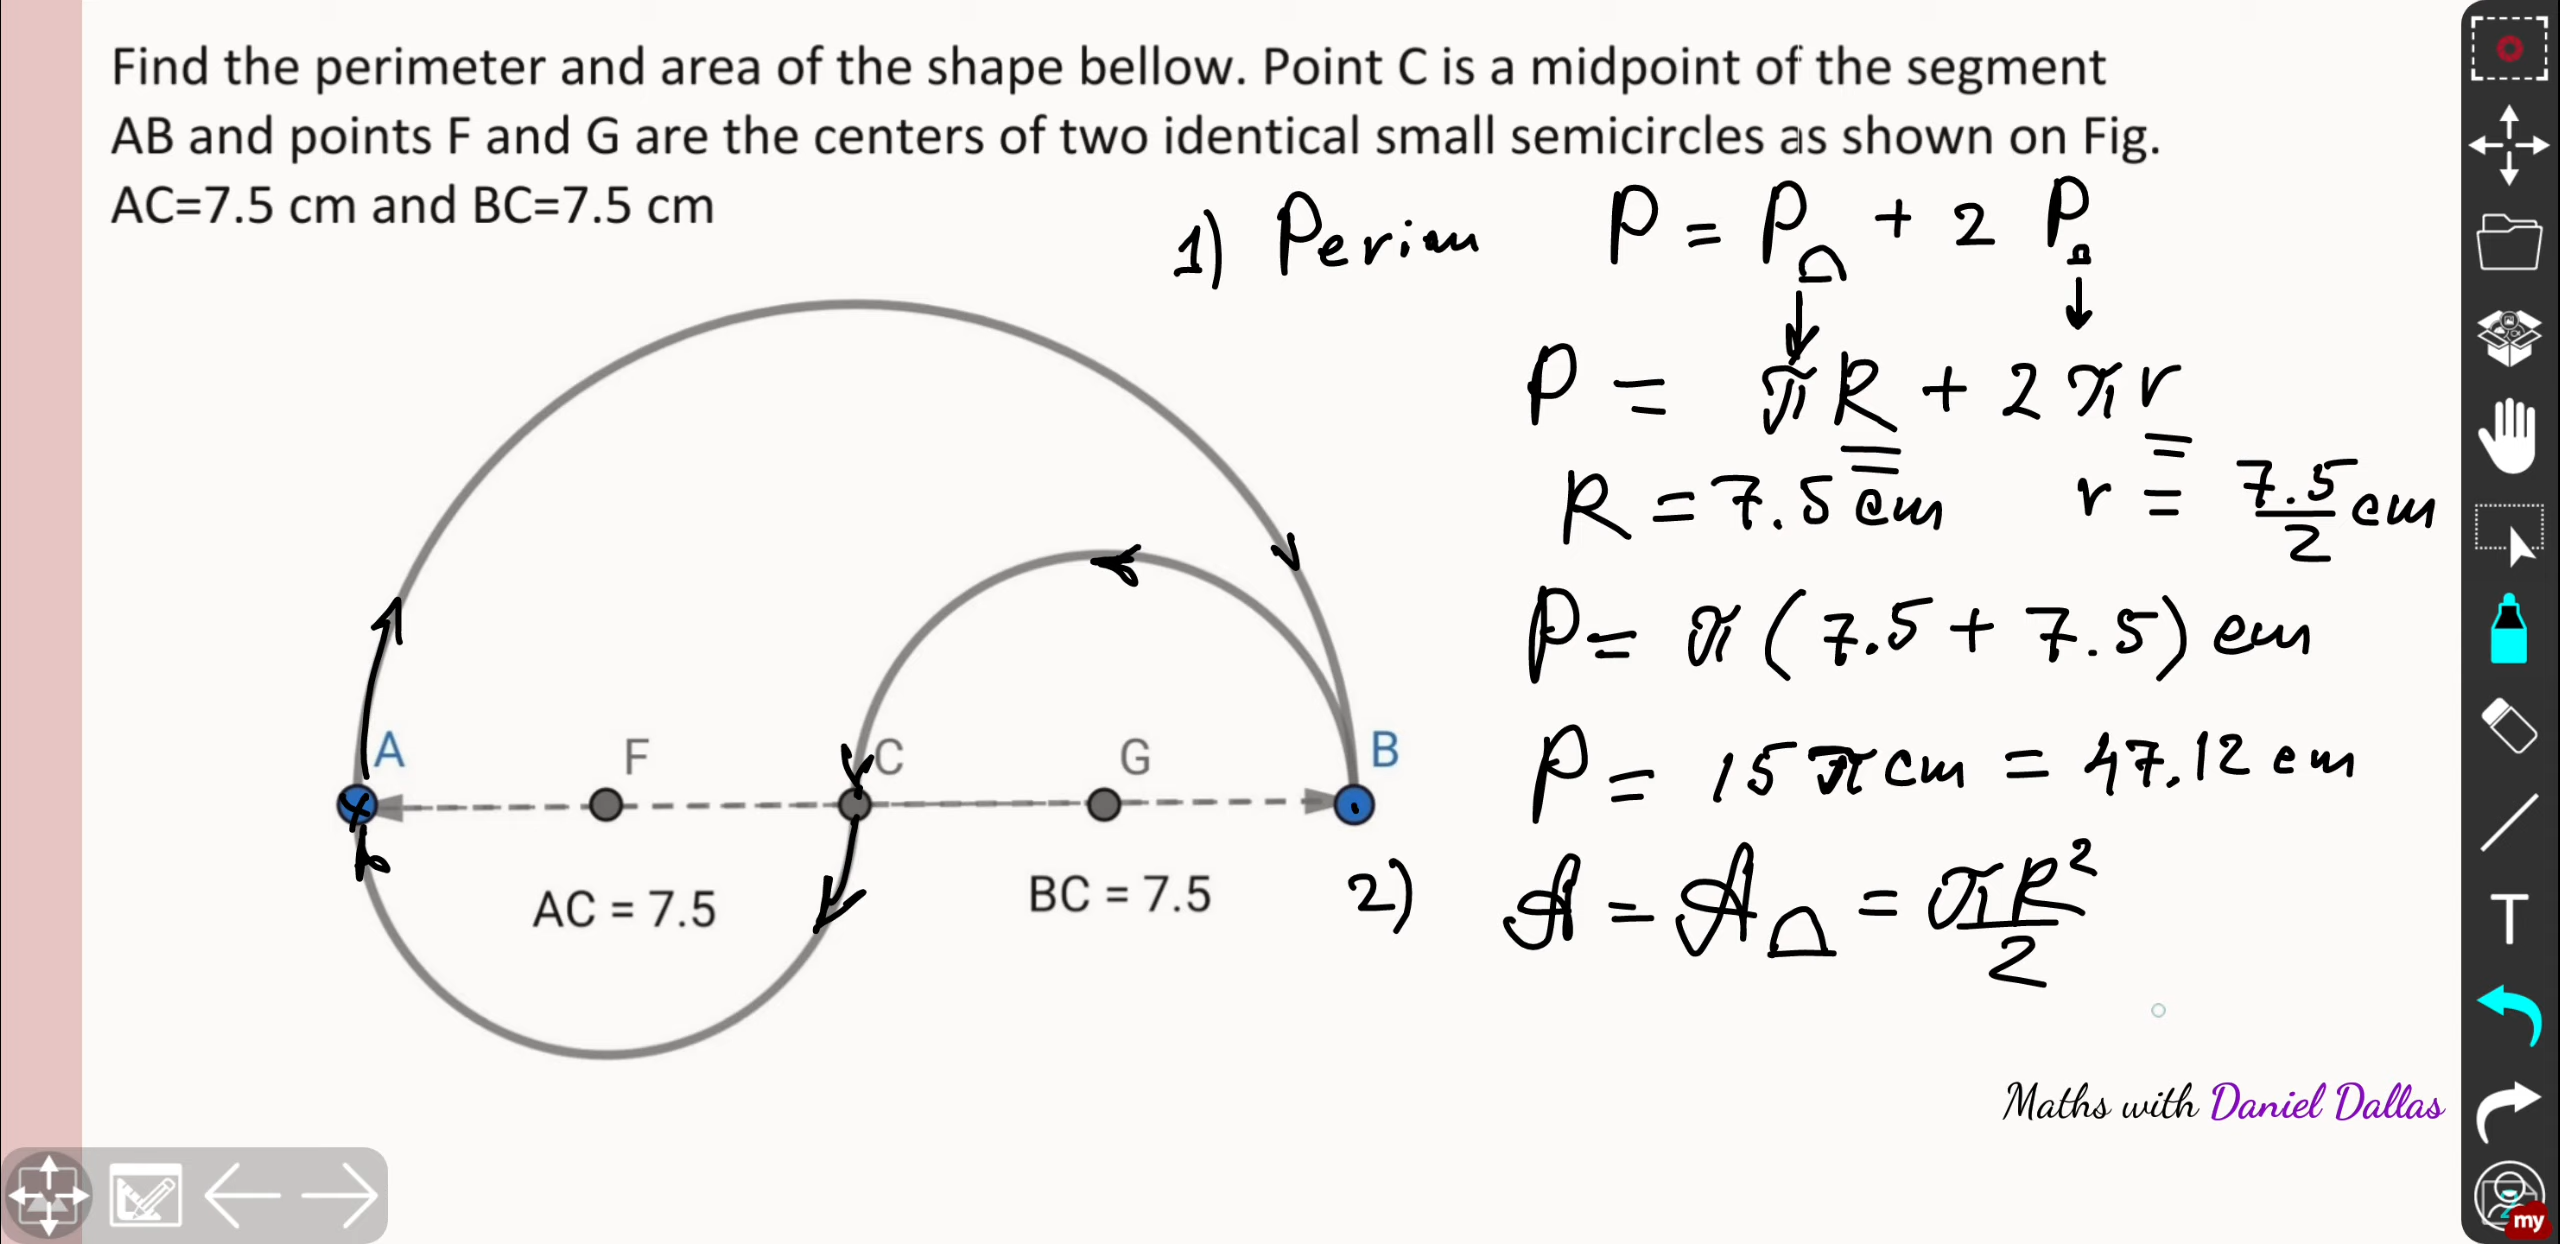 Find the perimeter and area of the shape bellow. Point C is a midpoint of the segment
AB and points F and G are the centers of two identical small semicircles as shown on Fig.
AC=7.5 cm and BC=7.5 cm
1) Perim P = P⌓ + 2 P⌓
P = πR + 2πr
R = 7.5 cm r = 7.5/2 cm
P = π(7.5 + 7.5) cm
P = 15π cm = 47.12 cm
2) A = A⌓ = πR²/2
A F C G B
AC = 7.5 BC = 7.5
Maths with Daniel Dallas
T
my